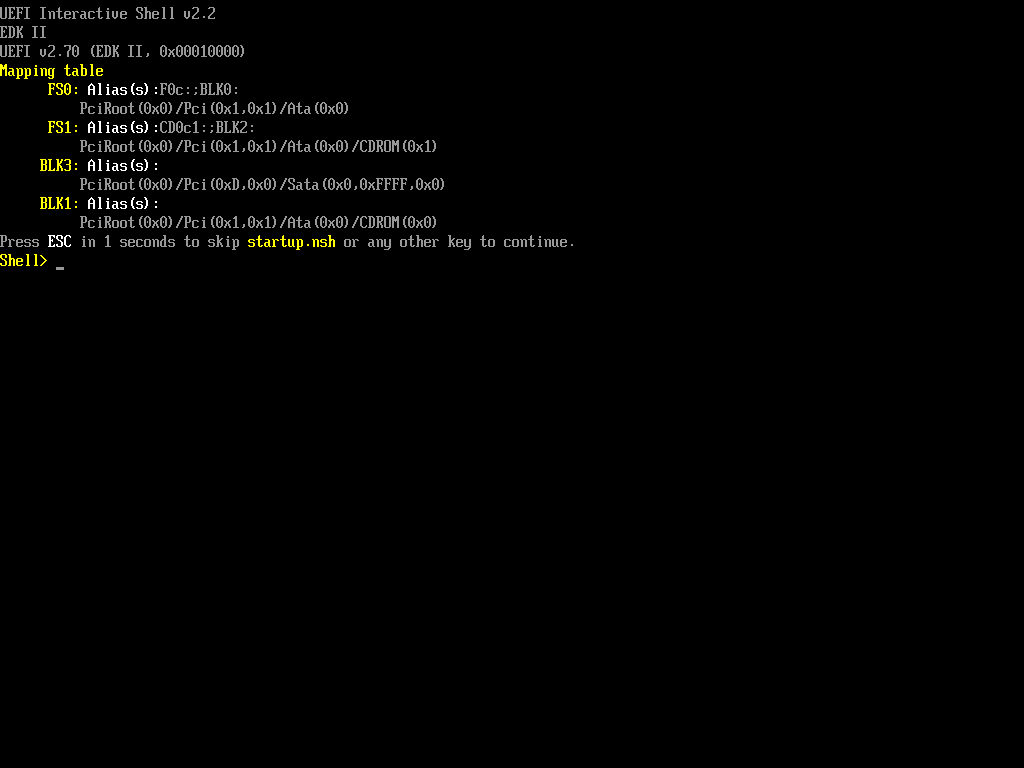 UEFI Interactive Shell v2.2
EDK II
UEFI v2.70 (EDK II, 0x00010000)
Mapping table
      FS0: Alias(s):F0c:;BLK0:
          PciRoot(0x0)/Pci(0x1,0x1)/Ata(0x0)
      FS1: Alias(s):CD0c1:;BLK2:
          PciRoot(0x0)/Pci(0x1,0x1)/Ata(0x0)/CDROM(0x1)
     BLK3: Alias(s):
          PciRoot(0x0)/Pci(0xD,0x0)/Sata(0x0,0xFFFF,0x0)
     BLK1: Alias(s):
          PciRoot(0x0)/Pci(0x1,0x1)/Ata(0x0)/CDROM(0x0)
Press ESC in 1 seconds to skip startup.nsh or any other key to continue.
Shell> _